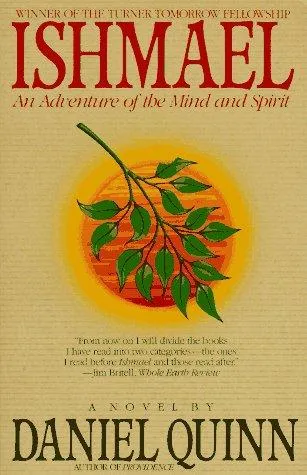 WINNER OF THE TURNER TOMORROW FELLOWSHIP
ISHMAEL
An Adventure of the Mind and Spirit
"From now on I will divide the books
I have read into two categories—the ones
I read before Ishmael and those read after."
—Jim Britell, Whole Earth Review
A NOVEL BY
DANIEL QUINN
AUTHOR OF PROVIDENCE